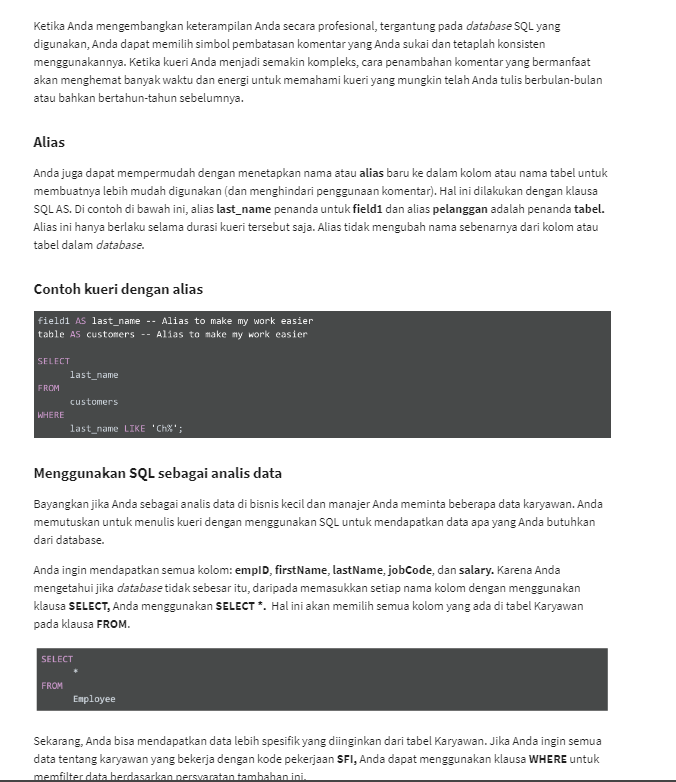 Ketika Anda mengembangkan keterampilan Anda secara profesional, tergantung pada database SQL yang
digunakan, Anda dapat memilih simbol pembatasan komentar yang Anda sukai dan tetaplah konsisten
menggunakannya. Ketika kueri Anda menjadi semakin kompleks, cara penambahan komentar yang bermanfaat
akan menghemat banyak waktu dan energi untuk memahami kueri yang mungkin telah Anda tulis berbulan-bulan
atau bahkan bertahun-tahun sebelumnya.
Alias
Anda juga dapat mempermudah dengan menetapkan nama atau alias baru ke dalam kolom atau nama tabel untuk
membuatnya lebih mudah digunakan (dan menghindari penggunaan komentar). Hal ini dilakukan dengan klausa
SQL AS. Di contoh di bawah ini, alias last_name penanda untuk field1 dan alias pelanggan adalah penanda tabel.
Alias ini hanya berlaku selama durasi kueri tersebut saja. Alias tidak mengubah nama sebenarnya dari kolom atau
tabel dalam database.
Contoh kueri dengan alias
field1 AS last_name -- Alias to make my work easier
table AS customers -- Alias to make my work easier
SELECT
last_name
FROM
customers
WHERE
last_name LIKE 'Ch%';
Menggunakan SQL sebagai analis data
Bayangkan jika Anda sebagai analis data di bisnis kecil dan manajer Anda meminta beberapa data karyawan. Anda
memutuskan untuk menulis kueri dengan menggunakan SQL untuk mendapatkan data apa yang Anda butuhkan
dari database.
Anda ingin mendapatkan semua kolom: empID, firstName, lastName, jobCode, dan salary. Karena Anda
mengetahui jika database tidak sebesar itu, daripada memasukkan setiap nama kolom dengan menggunakan
klausa SELECT, Anda menggunakan SELECT *. Hal ini akan memilih semua kolom yang ada di tabel Karyawan
pada klausa FROM.
SELECT
*
FROM
Employee
Sekarang, Anda bisa mendapatkan data lebih spesifik yang diinginkan dari tabel Karyawan. Jika Anda ingin semua
data tentang karyawan yang bekerja dengan kode pekerjaan SFI, Anda dapat menggunakan klausa WHERE untuk
memfilter data berdasarkan persyaratan tambahan ini.